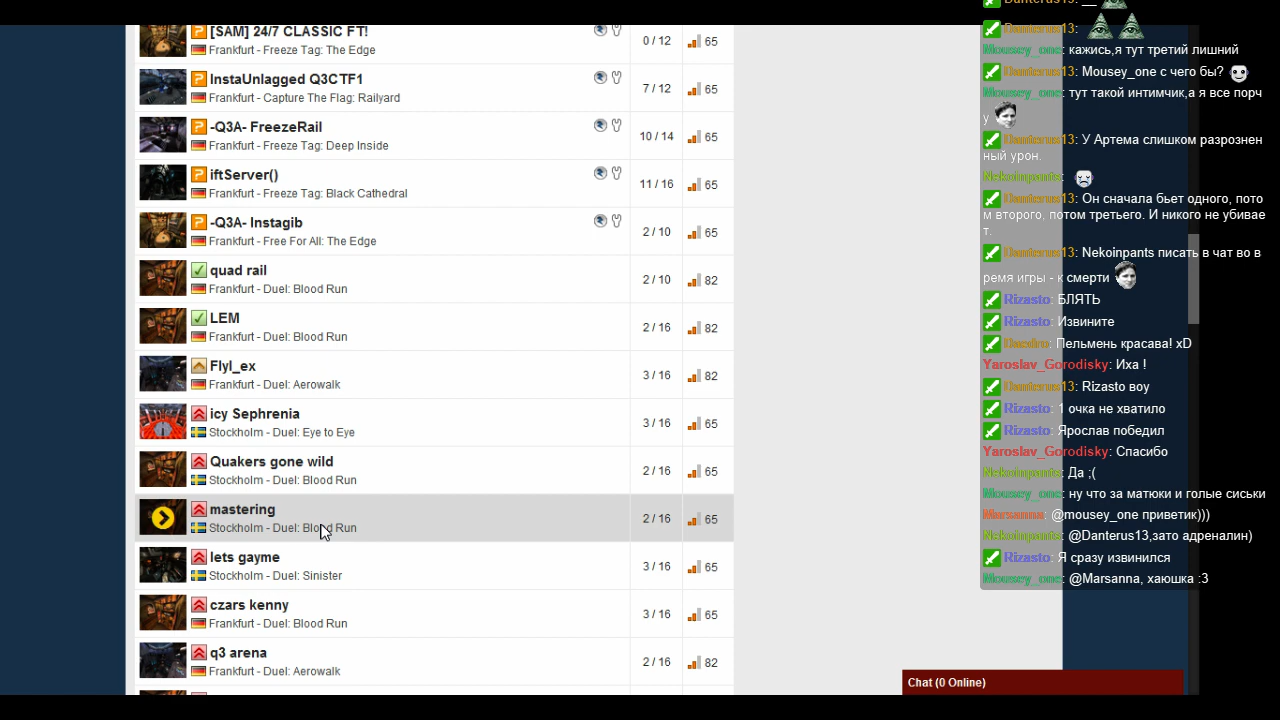 [SAM] 24/7 CLASSIC FT!
Frankfurt - Freeze Tag: The Edge
0 / 12
65
InstaUnlagged Q3CTF1
Frankfurt - Capture The Flag: Railyard
7 / 12
65
-Q3A- FreezeRail
Frankfurt - Freeze Tag: Deep Inside
10 / 14
65
iftServer()
Frankfurt - Freeze Tag: Black Cathedral
11 / 16
65
-Q3A- Instagib
Frankfurt - Free For All: The Edge
2 / 10
65
quad rail
Frankfurt - Duel: Blood Run
2 / 10
82
LEM
Frankfurt - Duel: Blood Run
2 / 16
82
Fly!_ex
Frankfurt - Duel: Aerowalk
3 / 16
82
icy Sephrenia
Stockholm - Duel: Eye to Eye
3 / 16
65
Quakers gone wild
Stockholm - Duel: Blood Run
2 / 16
65
mastering
Stockholm - Duel: Blood Run
2 / 16
65
lets gayme
Stockholm - Duel: Sinister
3 / 16
65
czars kenny
Frankfurt - Duel: Blood Run
3 / 16
65
q3 arena
Frankfurt - Duel: Aerowalk
2 / 16
82
Danterus13:
Danterus13:
Mousey_one: кажись,я тут третий лишний
Danterus13: Mousey_one с чего бы?
Mousey_one: тут такой интимчик,а я все порч
у
Danterus13: У Артема слишком разрознен
ный урон.
Nekoinpants:
Danterus13: Он сначала бьет одного, пото
м второго, потом третьего. И никого не убивае
т.
Danterus13: Nekoinpants писать в чат во в
ремя игры - к смерти
Rizasto: БЛЯТЬ
Rizasto: Извините
Пельмень красава! xD
Yaroslav_Gorodisky: Иха !
Danterus13: Rizasto воу
Rizasto: 1 очка не хватило
Rizasto: Ярослав победил
Yaroslav_Gorodisky: Спасибо
Nekoinpants: Да ;(
Mousey_one: ну что за матюки и голые сиськи
Marsanna: @mousey_one приветик)))
Nekoinpants: @Danterus13,зато адреналин)
Rizasto: Я сразу извинился
Mousey_one: @Marsanna, хаюшка :3
Chat (0 Online)